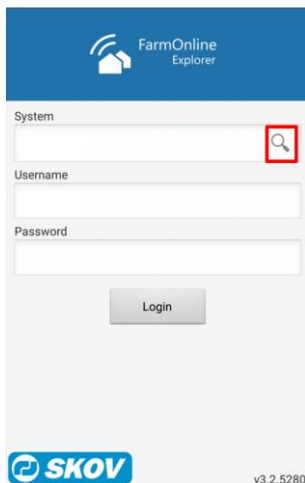 FarmOnline
Explorer
System
Username
Password
Login
SKOV
v3.2.5280